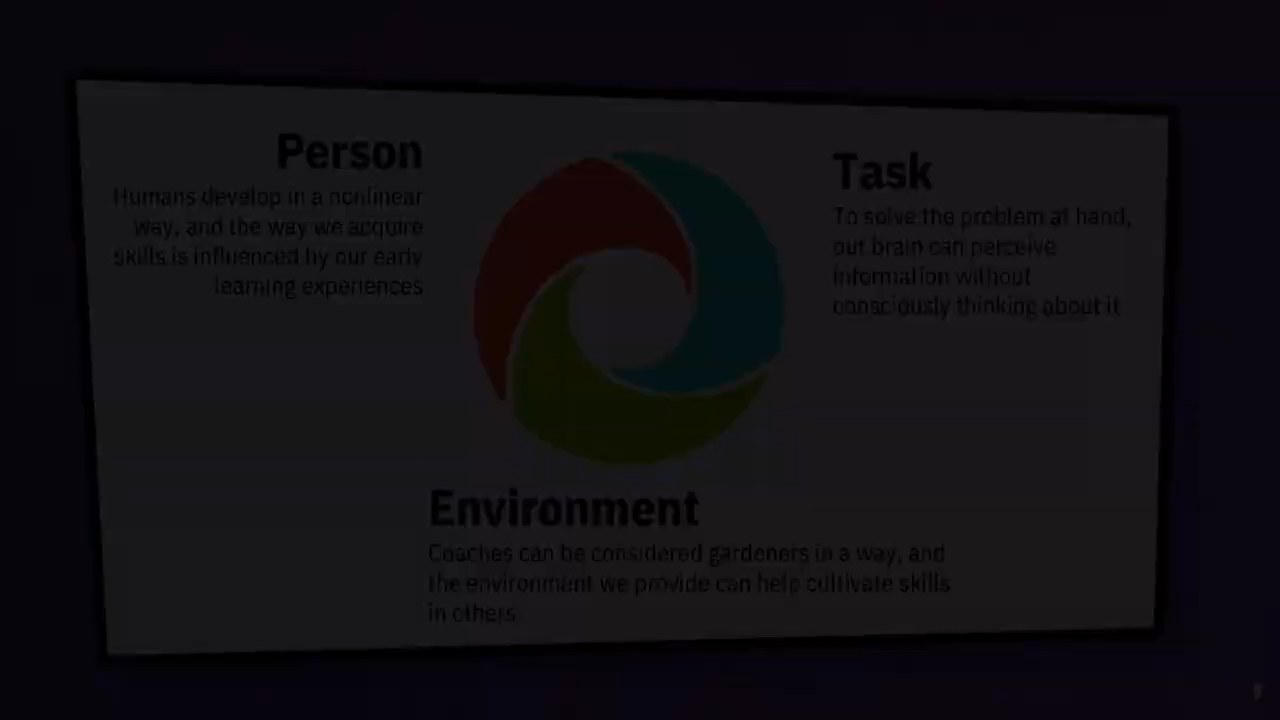 Person
Humans develop in a nonlinear
way, and the way we acquire
skills is influenced by our early
learning experiences
Task
To solve the problem at hand,
our brain can perceive
information without
consciously thinking about it
Environment
Coaches can be considered gardeners in a way, and
the environment we provide can help cultivate skills
in others.